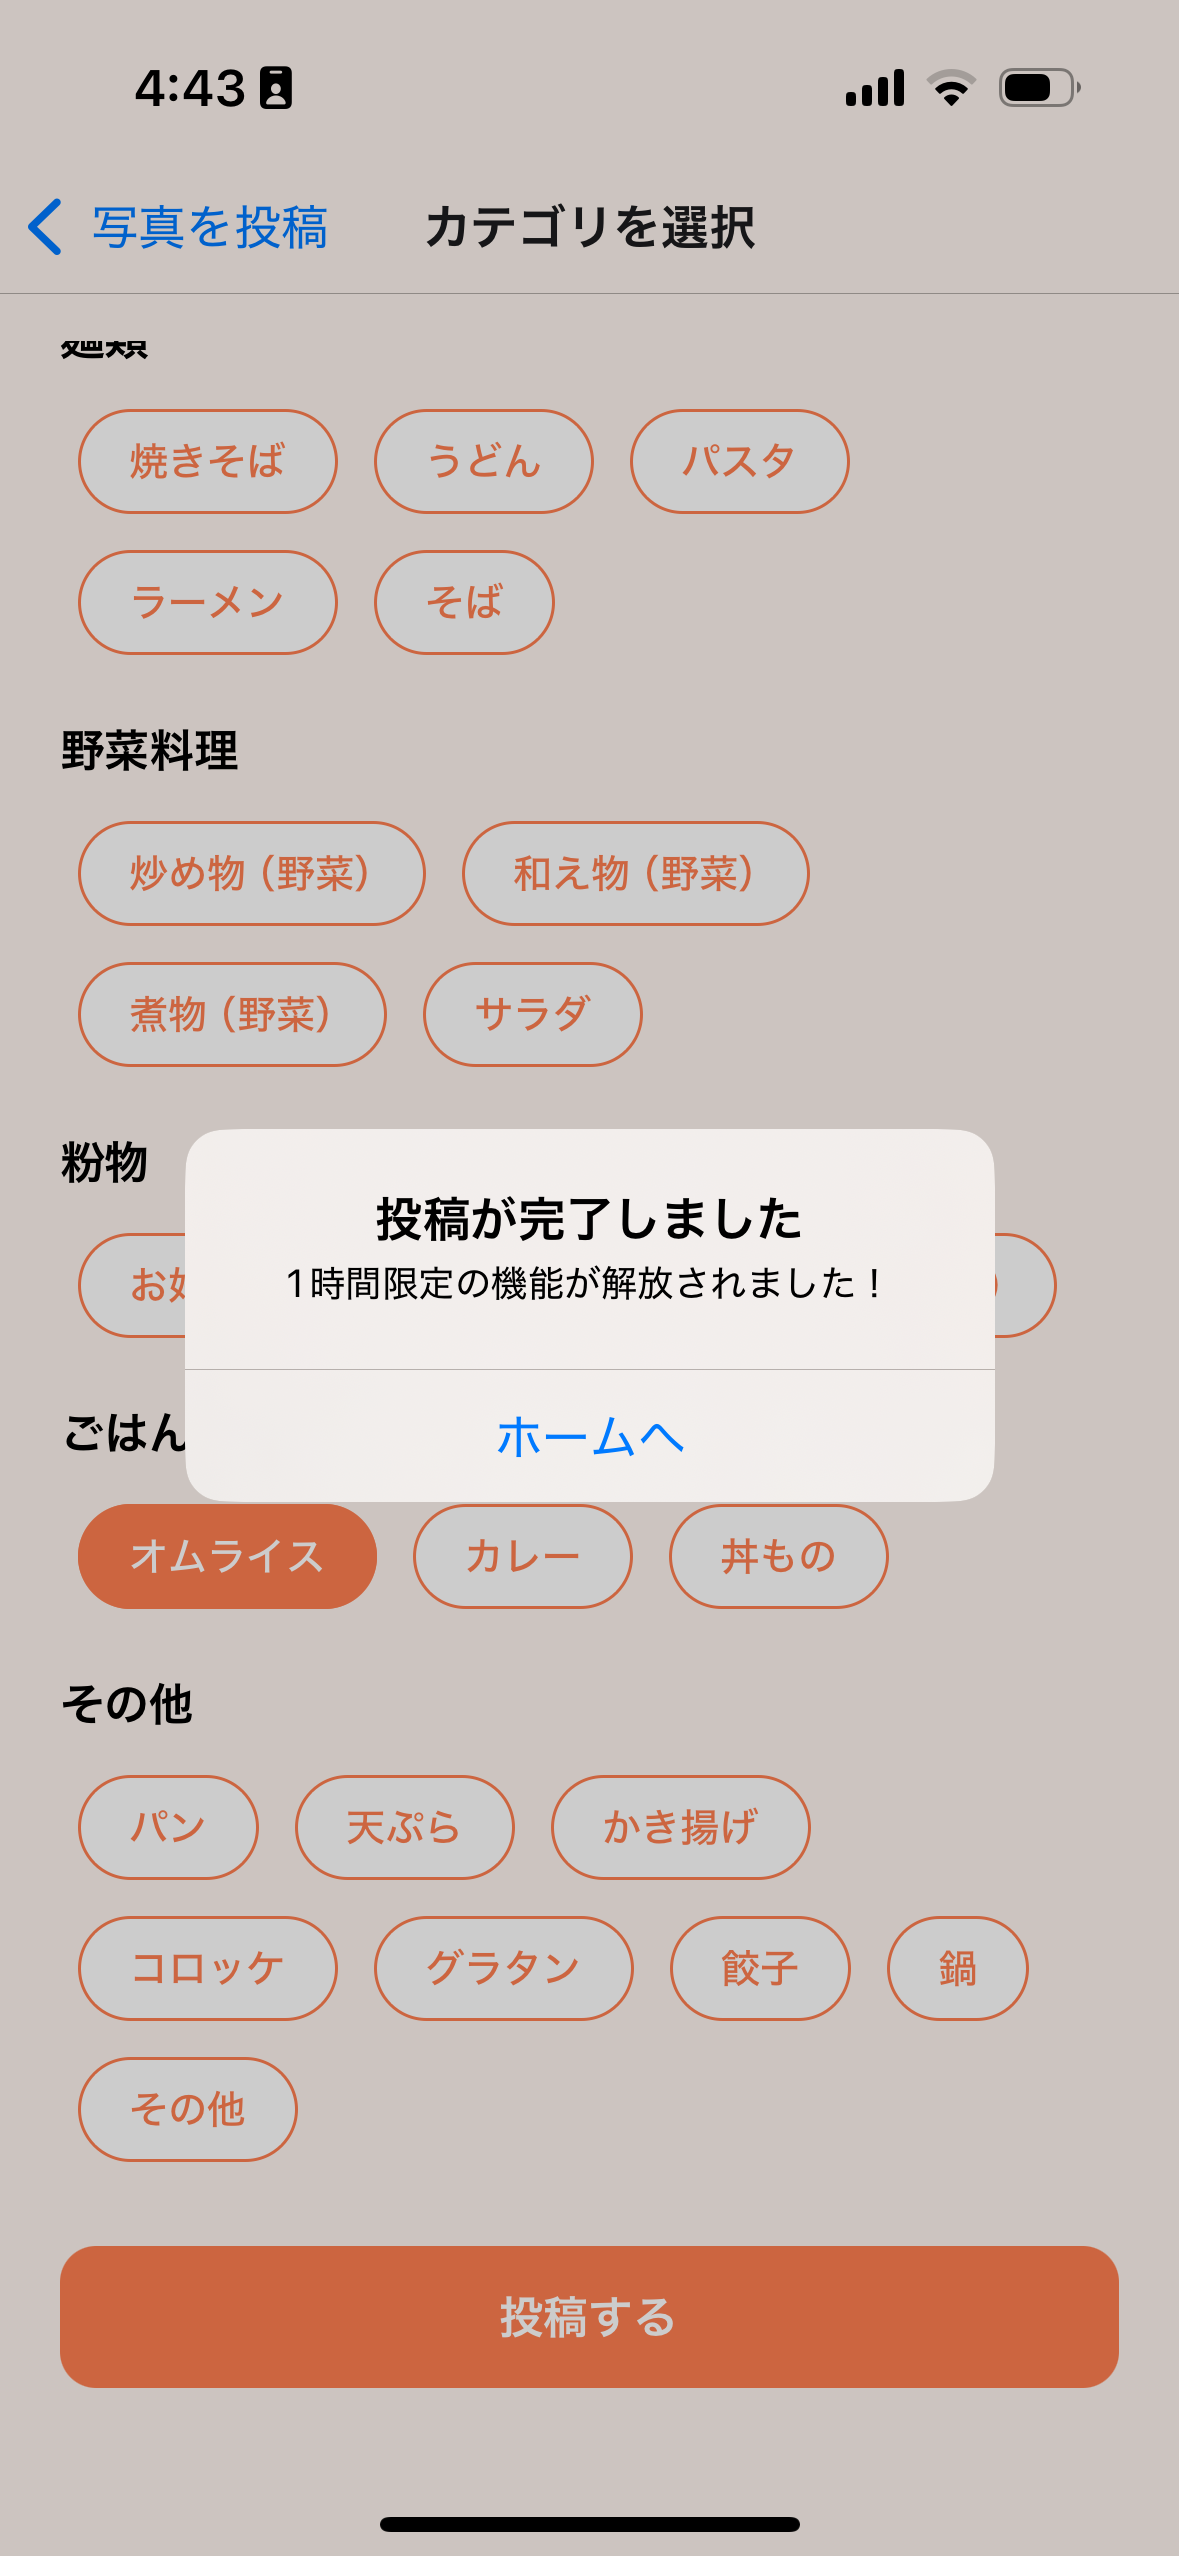 4:43
写真を投稿
カテゴリを選択
麺類
焼きそば
うどん
パスタ
ラーメン
そば
野菜料理
炒め物（野菜）
和え物（野菜）
煮物（野菜）
サラダ
粉物
投稿が完了しました
1時間限定の機能が解放されました！
ホームへ
ごはん
オムライス
カレー
丼もの
その他
パン
天ぷら
かき揚げ
コロッケ
グラタン
餃子
鍋
その他
投稿する